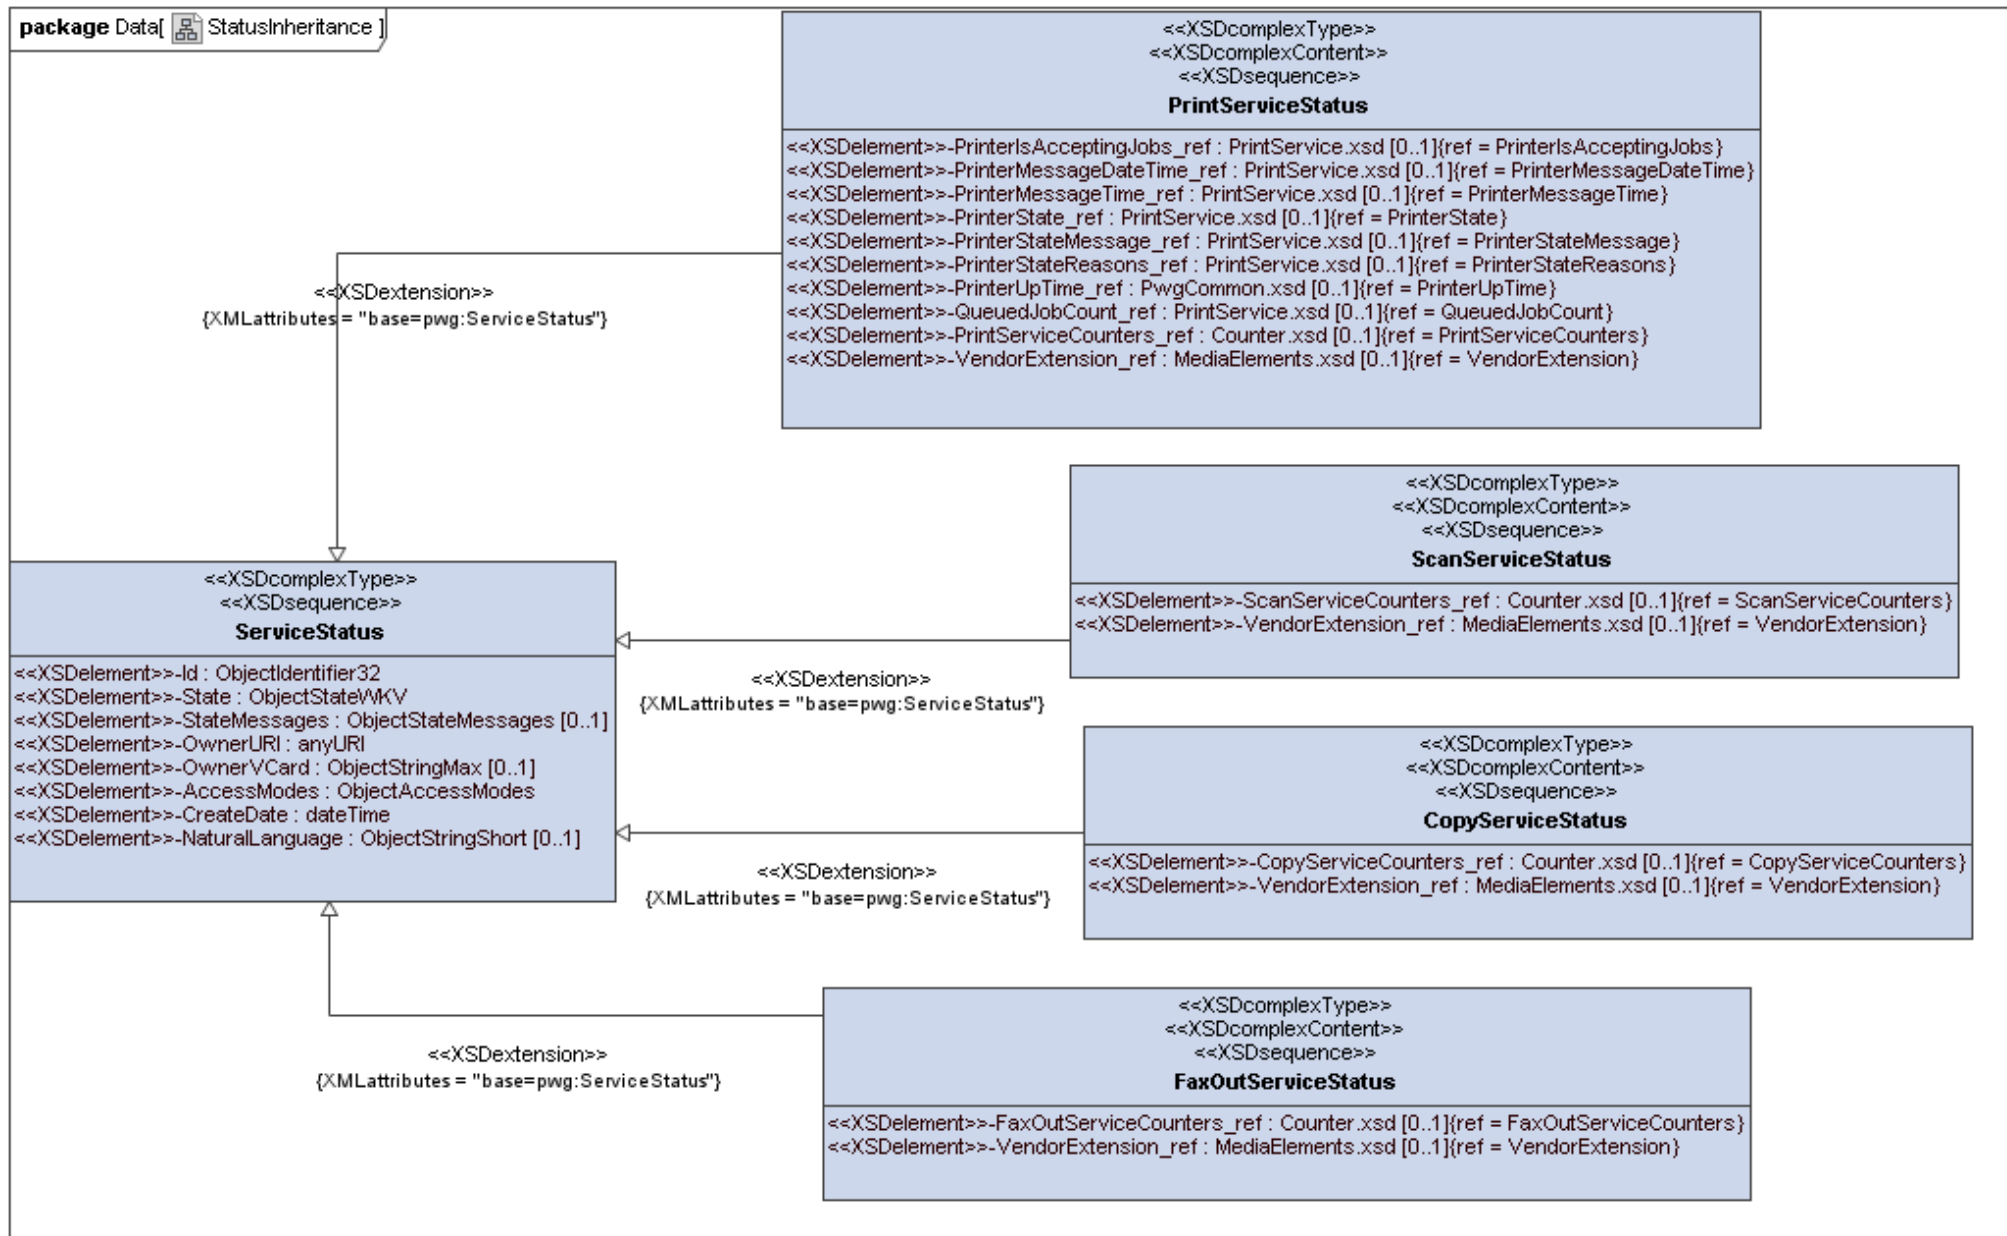 package Data[ StatusInheritance ]
<<XSDcomplexType>>
<<XSDcomplexContent>>
<<XSDsequence>>
PrintServiceStatus
<<XSDelement>>-PrinterIsAcceptingJobs_ref : PrintService.xsd [0..1]{ref = PrinterIsAcceptingJobs}
<<XSDelement>>-PrinterMessageDateTime_ref : PrintService.xsd [0..1]{ref = PrinterMessageDateTime}
<<XSDelement>>-PrinterMessageTime_ref : PrintService.xsd [0..1]{ref = PrinterMessageTime}
<<XSDelement>>-PrinterState_ref : PrintService.xsd [0..1]{ref = PrinterState}
<<XSDelement>>-PrinterStateMessage_ref : PrintService.xsd [0..1]{ref = PrinterStateMessage}
<<XSDelement>>-PrinterStateReasons_ref : PrintService.xsd [0..1]{ref = PrinterStateReasons}
<<XSDelement>>-PrinterUpTime_ref : PwgCommon.xsd [0..1]{ref = PrinterUpTime}
<<XSDelement>>-QueuedJobCount_ref : PrintService.xsd [0..1]{ref = QueuedJobCount}
<<XSDelement>>-PrintServiceCounters_ref : Counter.xsd [0..1]{ref = PrintServiceCounters}
<<XSDelement>>-VendorExtension_ref : MediaElements.xsd [0..1]{ref = VendorExtension}
<<XSDextension>>
{XMLattributes = "base=pwg:ServiceStatus"}
<<XSDcomplexType>>
<<XSDcomplexContent>>
<<XSDsequence>>
ScanServiceStatus
<<XSDelement>>-ScanServiceCounters_ref : Counter.xsd [0..1]{ref = ScanServiceCounters}
<<XSDelement>>-VendorExtension_ref : MediaElements.xsd [0..1]{ref = VendorExtension}
<<XSDcomplexType>>
<<XSDsequence>>
ServiceStatus
<<XSDelement>>-Id : ObjectIdentifier32
<<XSDelement>>-State : ObjectStateWKV
<<XSDelement>>-StateMessages : ObjectStateMessages [0..1]
<<XSDelement>>-OwnerURI : anyURI
<<XSDelement>>-OwnerVCard : ObjectStringMax [0..1]
<<XSDelement>>-AccessModes : ObjectAccessModes
<<XSDelement>>-CreateDate : dateTime
<<XSDelement>>-NaturalLanguage : ObjectStringShort [0..1]
<<XSDextension>>
{XMLattributes = "base=pwg:ServiceStatus"}
<<XSDcomplexType>>
<<XSDcomplexContent>>
<<XSDsequence>>
CopyServiceStatus
<<XSDelement>>-CopyServiceCounters_ref : Counter.xsd [0..1]{ref = CopyServiceCounters}
<<XSDelement>>-VendorExtension_ref : MediaElements.xsd [0..1]{ref = VendorExtension}
<<XSDextension>>
{XMLattributes = "base=pwg:ServiceStatus"}
<<XSDcomplexType>>
<<XSDcomplexContent>>
<<XSDsequence>>
FaxOutServiceStatus
<<XSDelement>>-FaxOutServiceCounters_ref : Counter.xsd [0..1]{ref = FaxOutServiceCounters}
<<XSDelement>>-VendorExtension_ref : MediaElements.xsd [0..1]{ref = VendorExtension}
<<XSDextension>>
{XMLattributes = "base=pwg:ServiceStatus"}